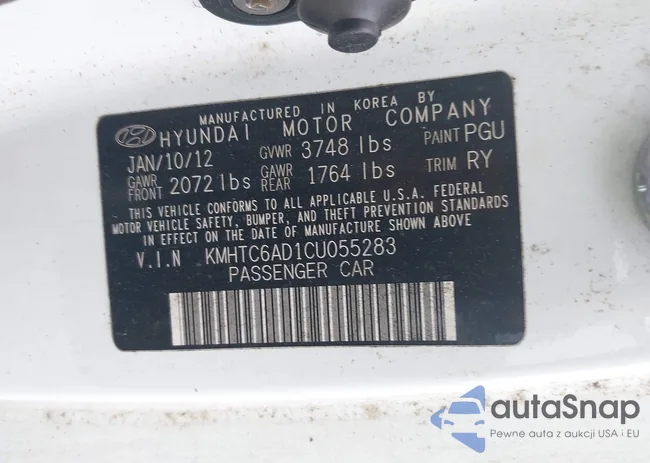 MANUFACTURED IN KOREA BY
HYUNDAI MOTOR COMPANY
JAN/10/12 GVWR 3748 lbs PAINT PGU
GAWR FRONT 2072 lbs GAWR REAR 1764 lbs TRIM RY
THIS VEHICLE CONFORMS TO ALL APPLICABLE U.S.A. FEDERAL
MOTOR VEHICLE SAFETY, BUMPER, AND THEFT PREVENTION STANDARDS
IN EFFECT ON THE DATE OF MANUFACTURE SHOWN ABOVE
V.I.N KMHTC6AD1CU055283
PASSENGER CAR
autaSnap
Pewne auta z aukcji USA i EU